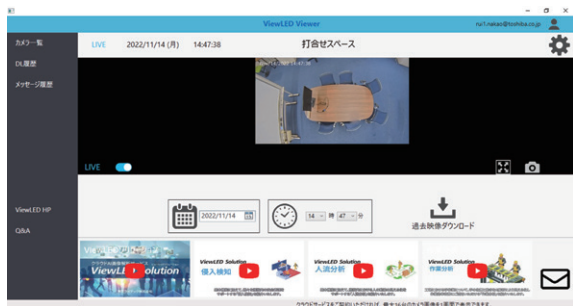 ViewLED Viewer
カメラ一覧
LIVE
2022/11/14 (月)
14:47:38
打合せスペース
DL履歴
メッセージ履歴
LIVE
ViewLED HP
Q&A
2022/11/14
14 時 47 分
過去映像ダウンロード
ViewLED Solution
ViewLED Solution
侵入検知
ViewLED Solution
人流分析
ViewLED Solution
作業分析